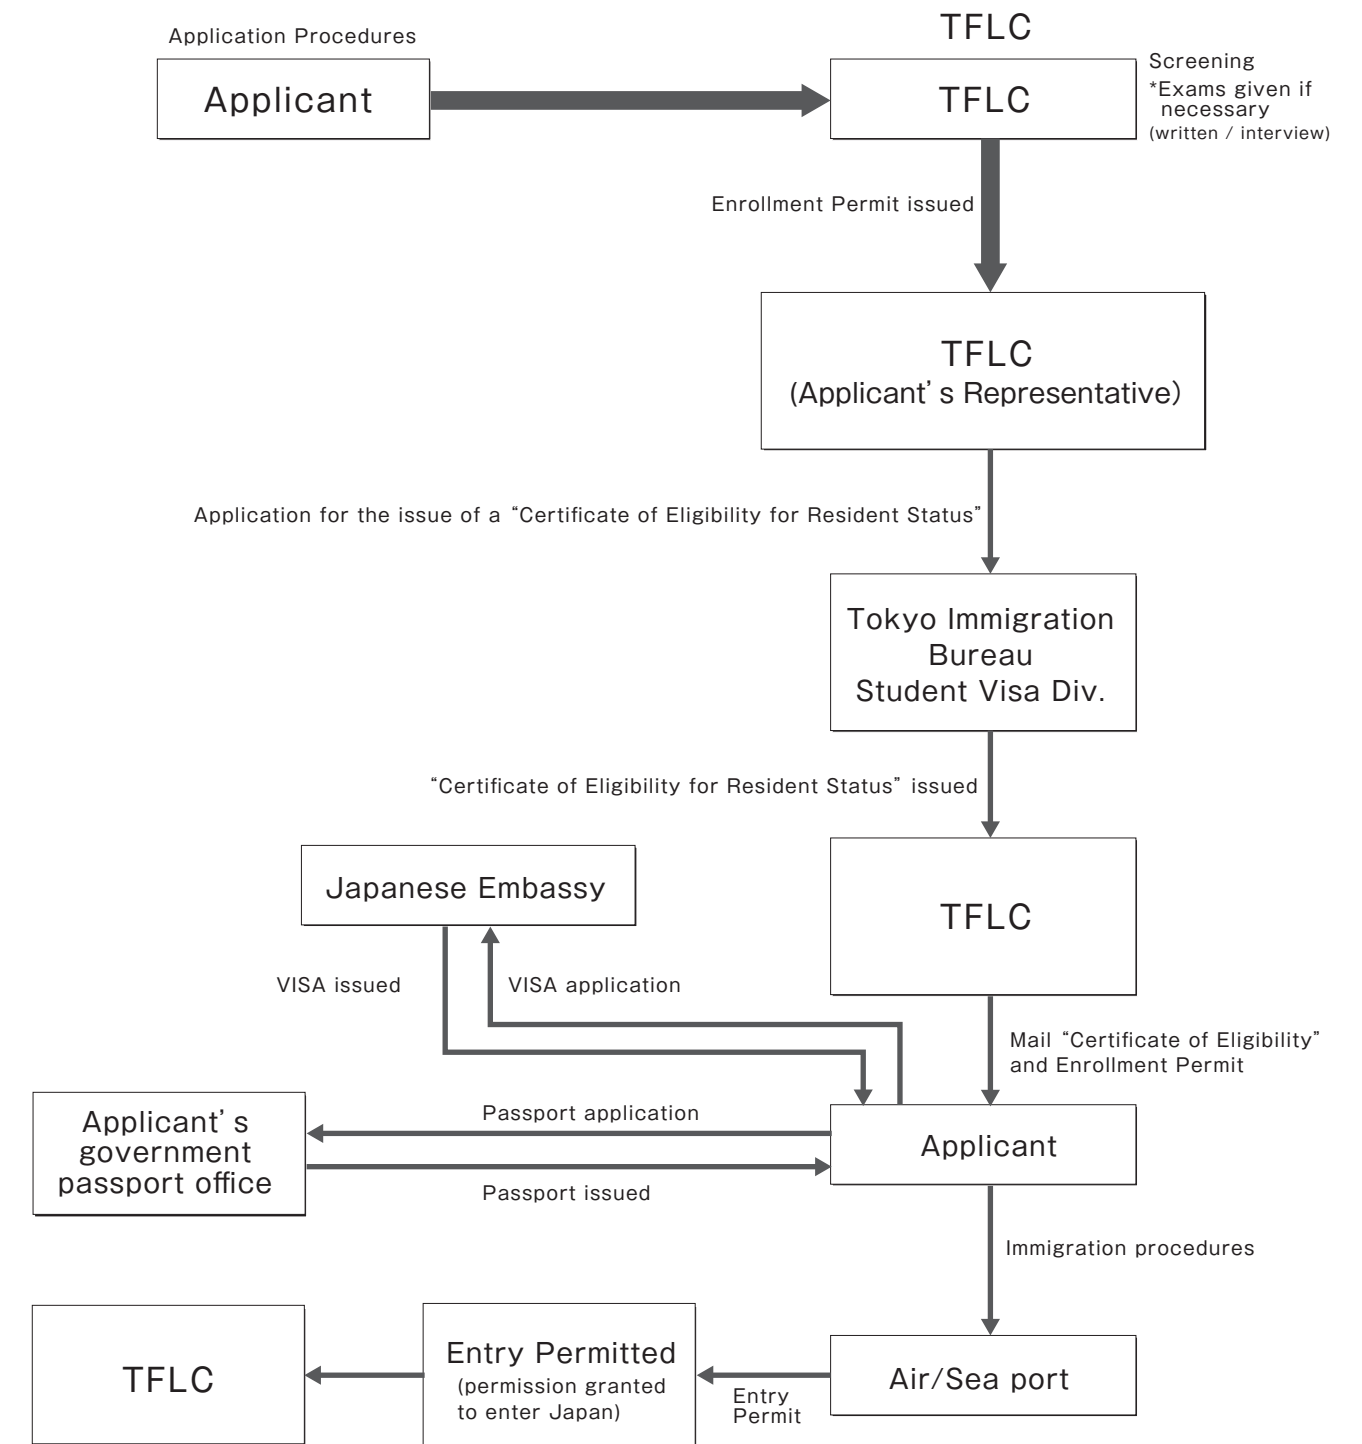 TFLC
Application Procedures
Applicant
TFLC
Screening
*Exams given if
necessary
(written / interview)
Enrollment Permit issued
TFLC
(Applicant’s Representative)
Application for the issue of a “Certificate of Eligibility for Resident Status”
Tokyo Immigration
Bureau
Student Visa Div.
“Certificate of Eligibility for Resident Status” issued
Japanese Embassy
TFLC
VISA issued
VISA application
Mail “Certificate of Eligibility”
and Enrollment Permit
Applicant’s
government
passport office
Passport application
Applicant
Passport issued
Immigration procedures
TFLC
Entry Permitted
(permission granted
to enter Japan)
Entry
Permit
Air/Sea port